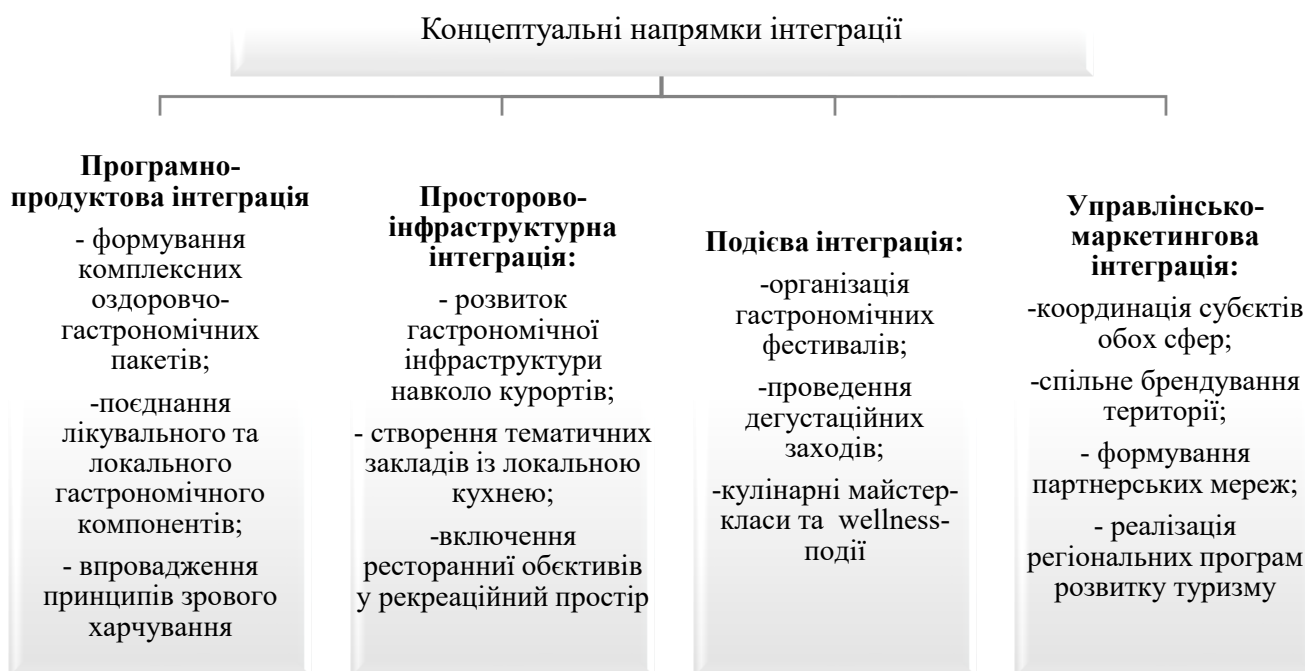 Концептуальні напрямки інтеграції
Програмно-
продуктова інтеграція
- формування
комплексних
оздоровчо-
гастрономічних
пакетів;
-поєднання
лікувального та
локального
гастрономічного
компонентів;
- впровадження
принципів зрового
харчування
Просторово-
інфраструктурна
інтеграція:
- розвиток
гастрономічної
інфраструктури
навколо курортів;
- створення тематичних
закладів із локальною
кухнею;
-включення
ресторанниї обєктивів
у рекреаційний простір
Подієва інтеграція:
-організація
гастрономічних
фестивалів;
-проведення
дегустаційних
заходів;
-кулінарні майстер-
класи та wellness-
події
Управлінсько-
маркетингова
інтеграція:
-координація субєктів
обох сфер;
-спільне брендування
території;
- формування
партнерських мереж;
- реалізація
регіональних програм
розвитку туризму